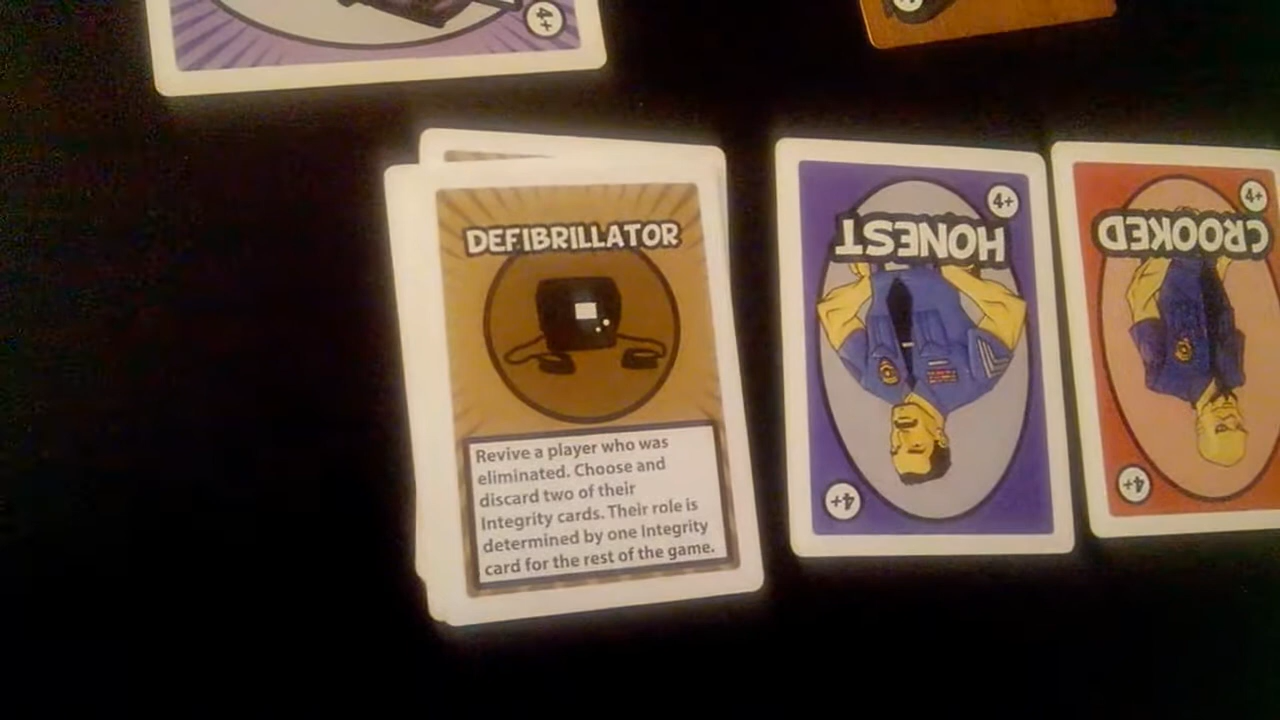 4+
DEFIBRILLATOR
Revive a player who was
eliminated. Choose and
discard two of their
Integrity cards. Their role is
determined by one Integrity
card for the rest of the game.
4+
HONEST
4+
4+
CROOKED
4+